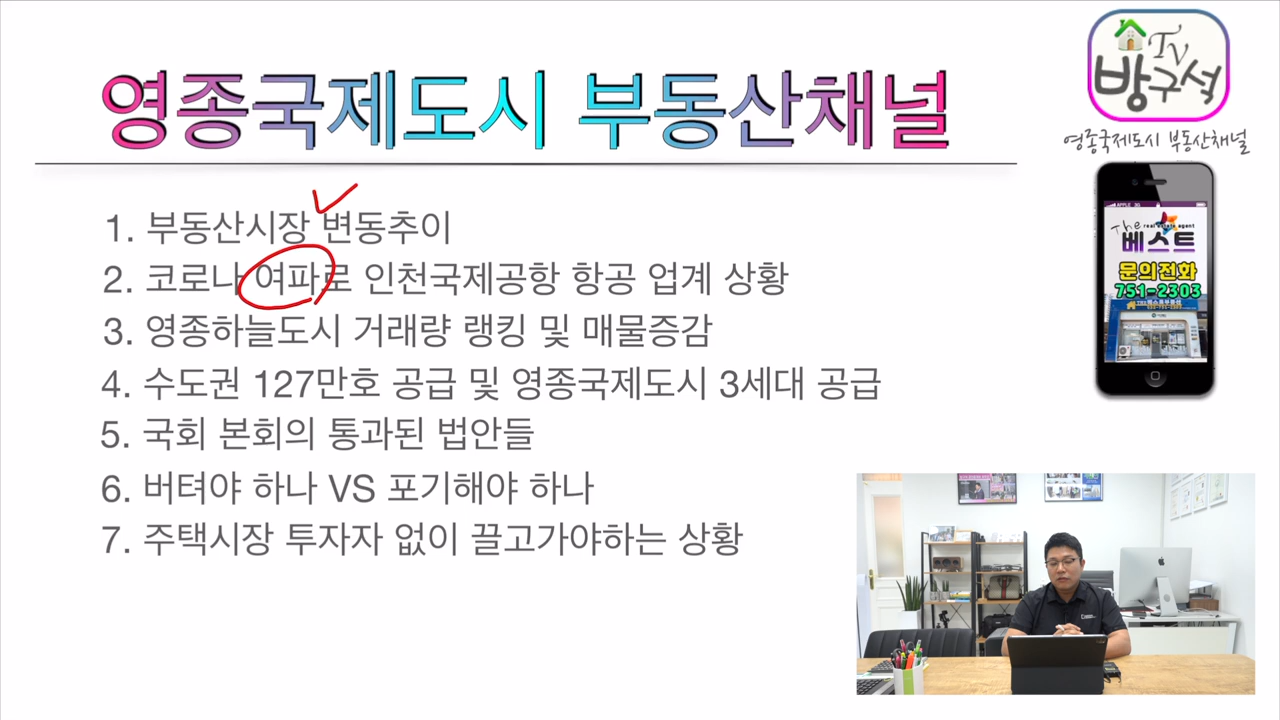 영종국제도시 부동산채널
TV
방구석
영종국제도시 부동산채널
1. 부동산시장 변동추이
2. 코로나 여파로 인천국제공항 항공 업계 상황
3. 영종하늘도시 거래량 랭킹 및 매물증감
4. 수도권 127만호 공급 및 영종국제도시 3세대 공급
5. 국회 본회의 통과된 법안들
6. 버텨야 하나 VS 포기해야 하나
7. 주택시장 투자자 없이 끌고가야하는 상황
APPLE 3G
The real estate agent
베스트
문의전화
751-2303